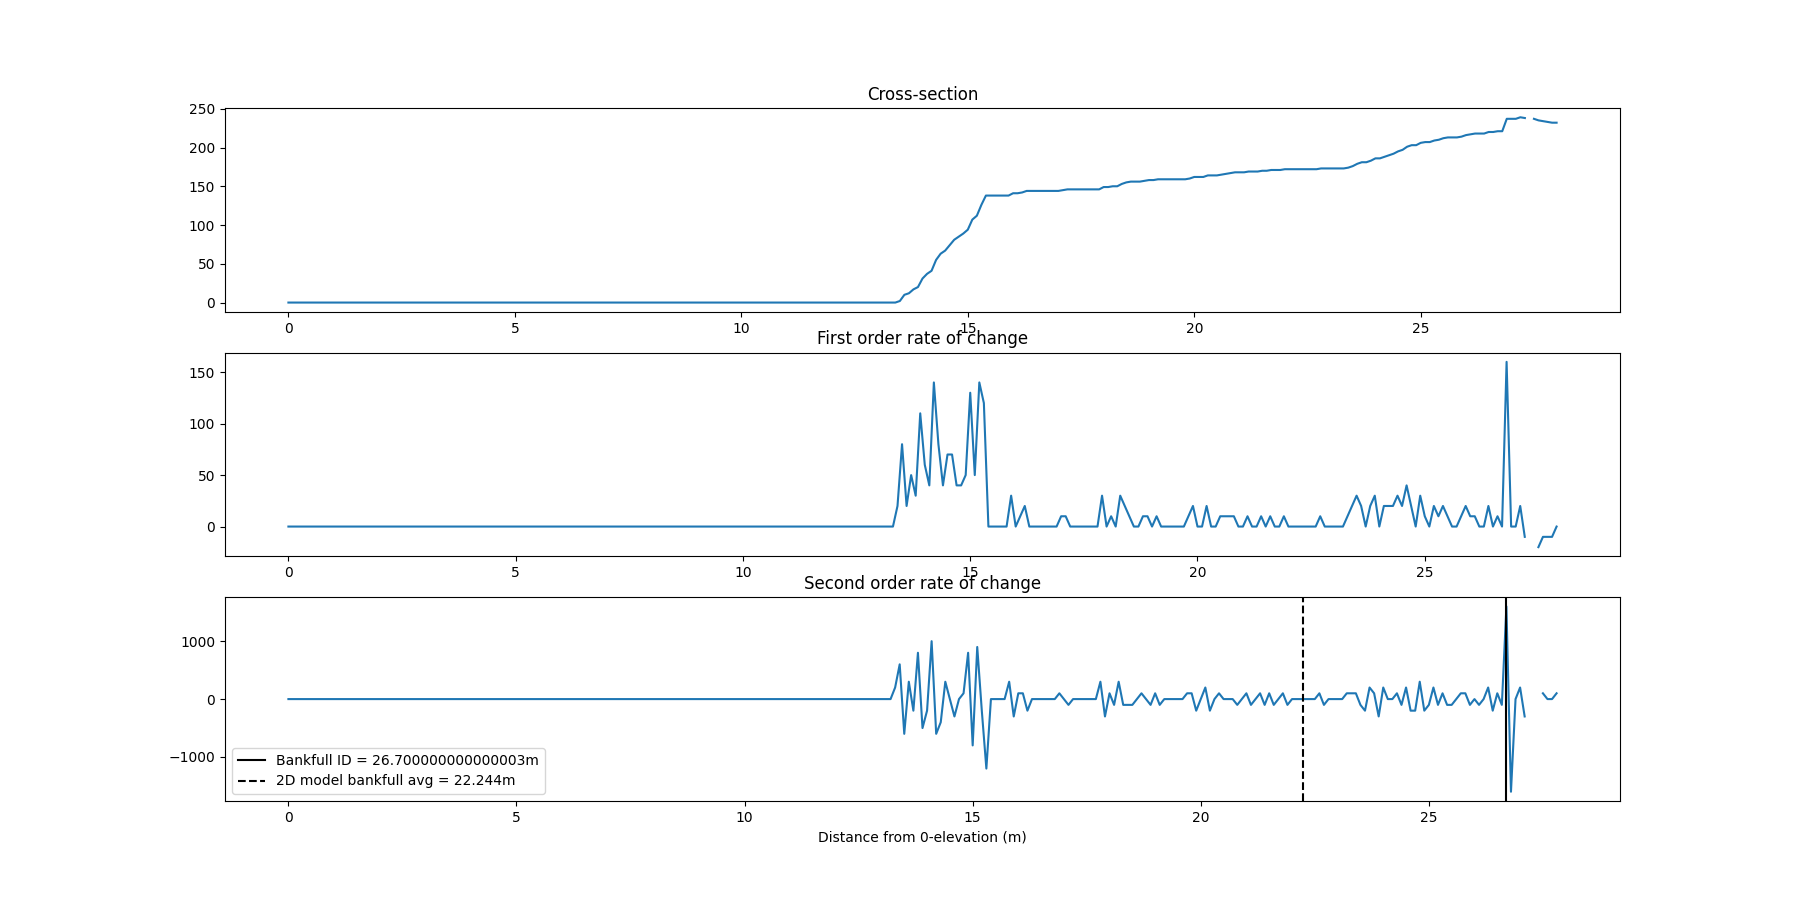 Cross-section
250
200
150
100
50
0
0 5 10 15 20 25
First order rate of change
150
100
50
0
0 5 10 15 20 25
Second order rate of change
1000
0
−1000
Bankfull ID = 26.700000000000003m
2D model bankfull avg = 22.244m
0 5 10 15 20 25
Distance from 0-elevation (m)